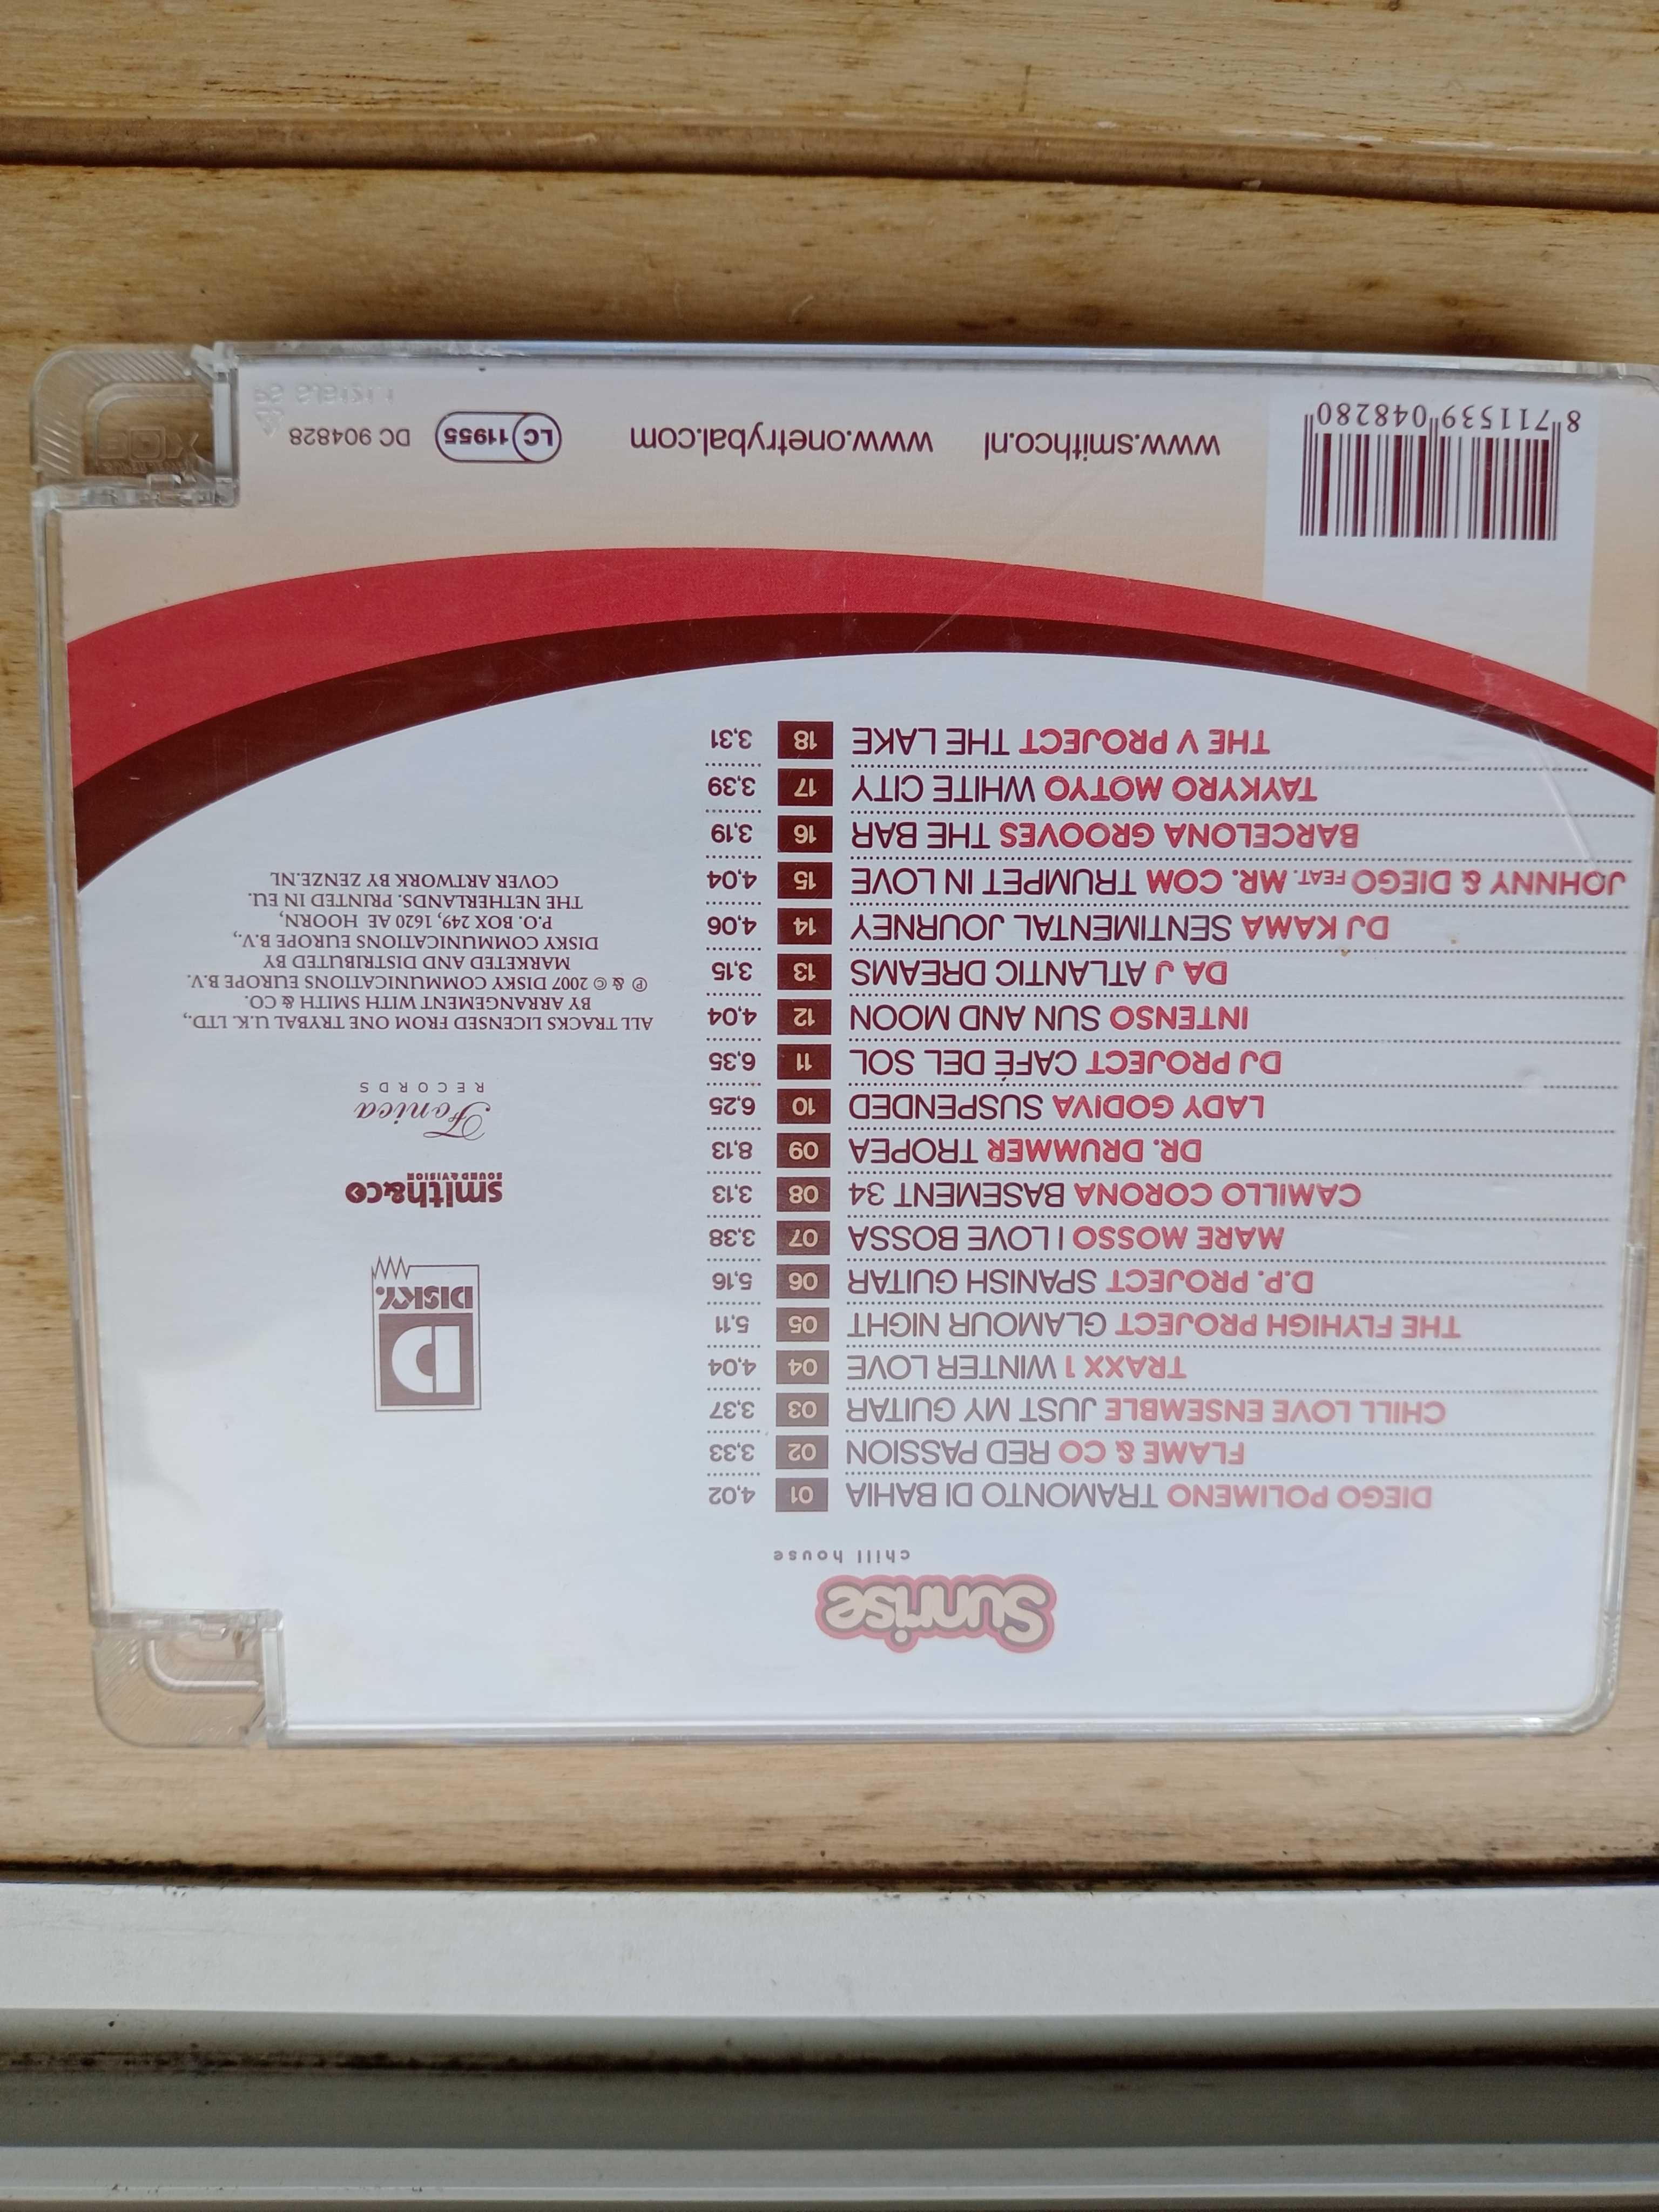 Sunrise
chill house
DIEGO POLIMENO TRAMONTO DI BAHIA 01 4,02
FLAME & CO RED PASSION 02 3,33
CHILL LOVE ENSEMBLE JUST MY GUITAR 03 3,37
TRAXX 1 WINTER LOVE 04 4,04
THE FLYHIGH PROJECT GLAMOUR NIGHT 05 5,11
D.P. PROJECT SPANISH GUITAR 06 5,16
MARE MOSSO I LOVE BOSSA 07 3,38
CAMILLO CORONA BASEMENT 34 08 3,13
DR. DRUMMER TROPEA 09 8,13
LADY GODIVA SUSPENDED 10 6,25
DJ PROJECT CAFÉ DEL SOL 11 6,35
INTENSO SUN AND MOON 12 4,04
DA J ATLANTIC DREAMS 13 3,15
DJ KAMA SENTIMENTAL JOURNEY 14 4,06
JOHNNY & DIEGO FEAT. MR. COM TRUMPET IN LOVE 15 4,04
BARCELONA GROOVES THE BAR 16 3,19
TAYKYRO MOTYO WHITE CITY 17 3,39
THE V PROJECT THE LAKE 18 3,31
D
DISKY.
smith&co
SOUND & VISION
Fonica
RECORDS
ALL TRACKS LICENSED FROM ONE TRYBAL U.K. LTD.,
BY ARRANGEMENT WITH SMITH & CO.
℗ & © 2007 DISKY COMMUNICATIONS EUROPE B.V.
MARKETED AND DISTRIBUTED BY
DISKY COMMUNICATIONS EUROPE B.V.,
P.O. BOX 249, 1620 AE HOORN,
THE NETHERLANDS. PRINTED IN EU.
COVER ARTWORK BY ZENZE.NL
8 711539 048280
www.smithco.nl
www.onetrybal.com
LC 11955
DC 904828